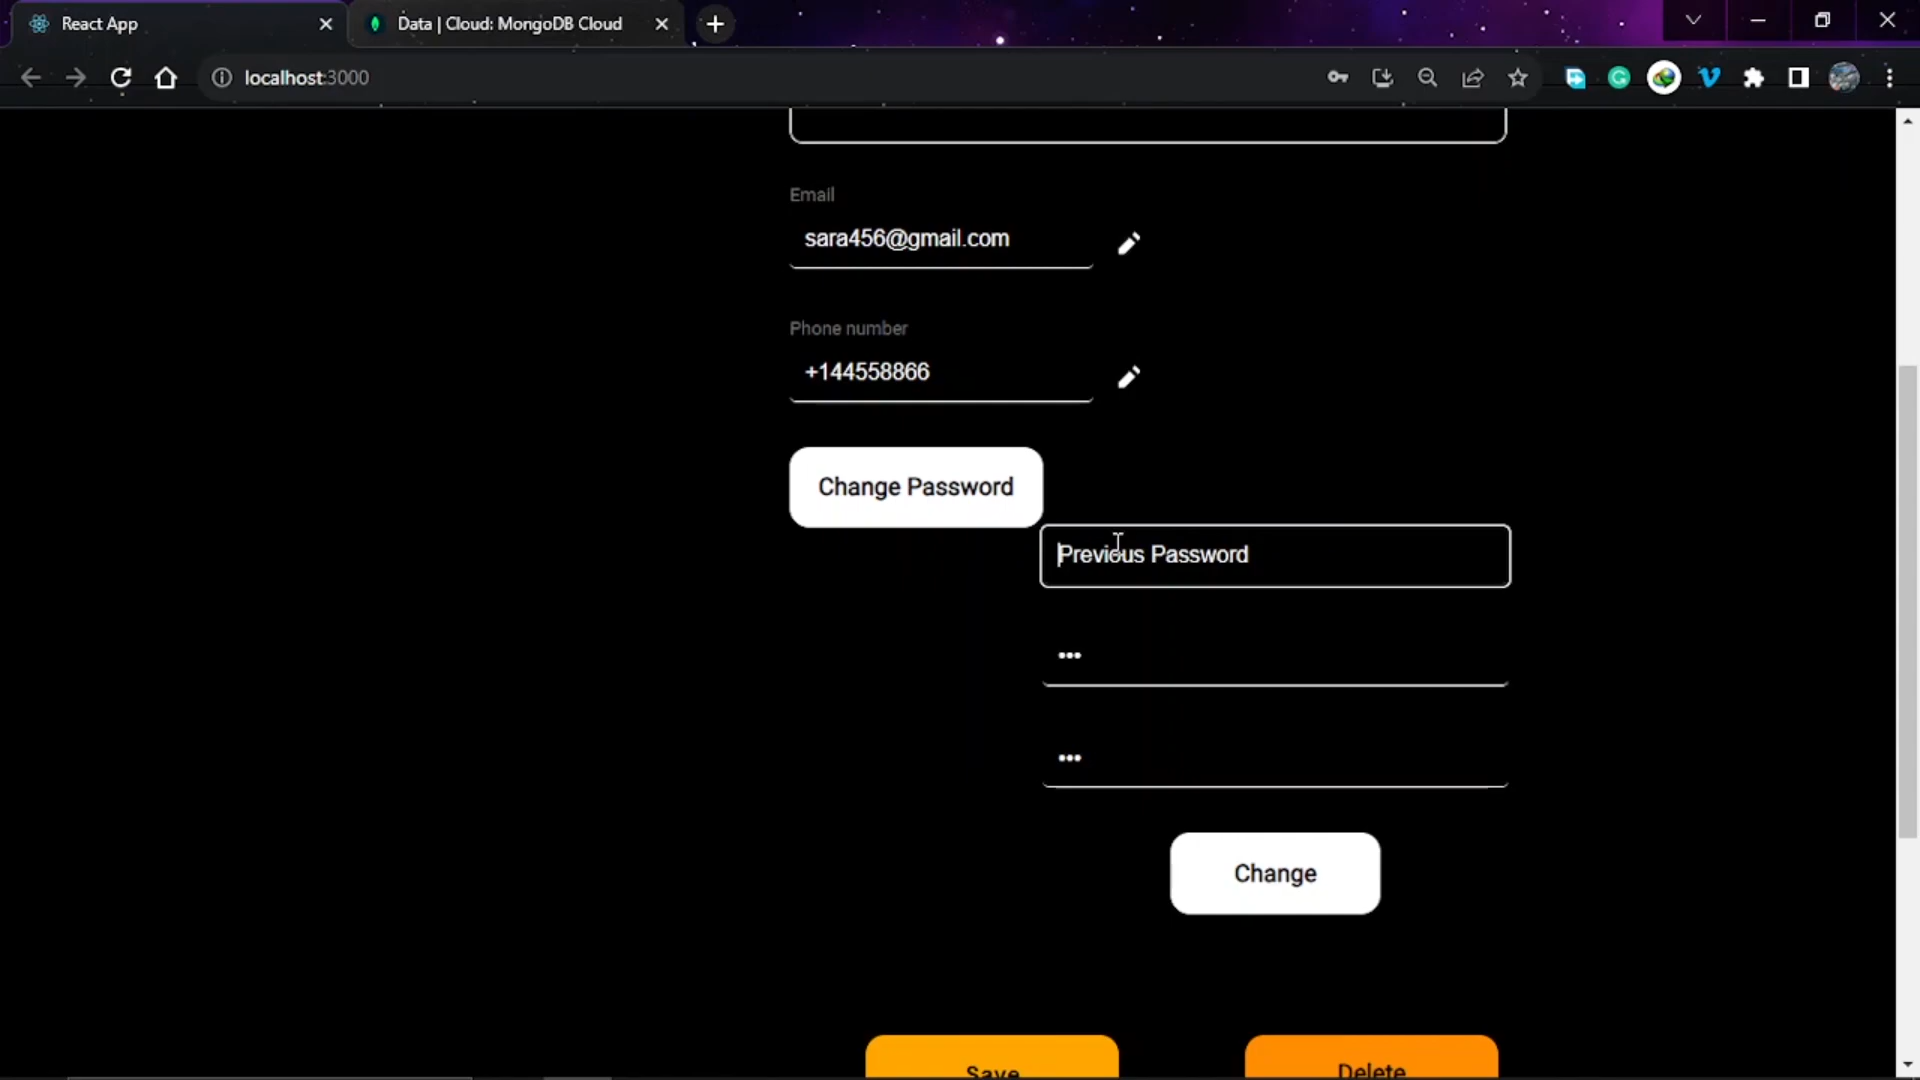 React App
Data | Cloud: MongoDB Cloud
localhost:3000
Email
sara456@gmail.com
Phone number
+144558866
Change Password
Previous Password
•••
•••
Change
Save
Delete